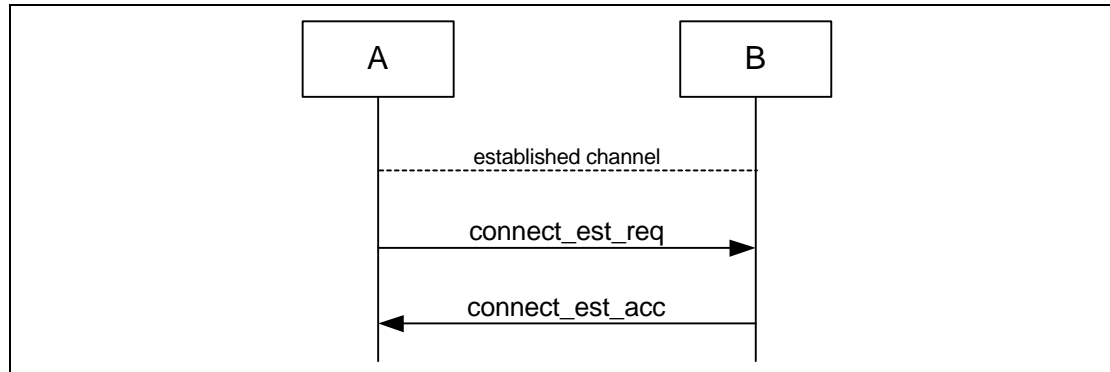 A
B
established channel
connect_est_req
connect_est_acc